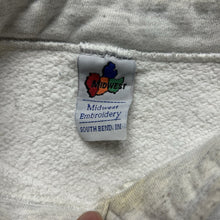 MIDWEST
Midwest
Embroidery
SOUTH BEND, IN